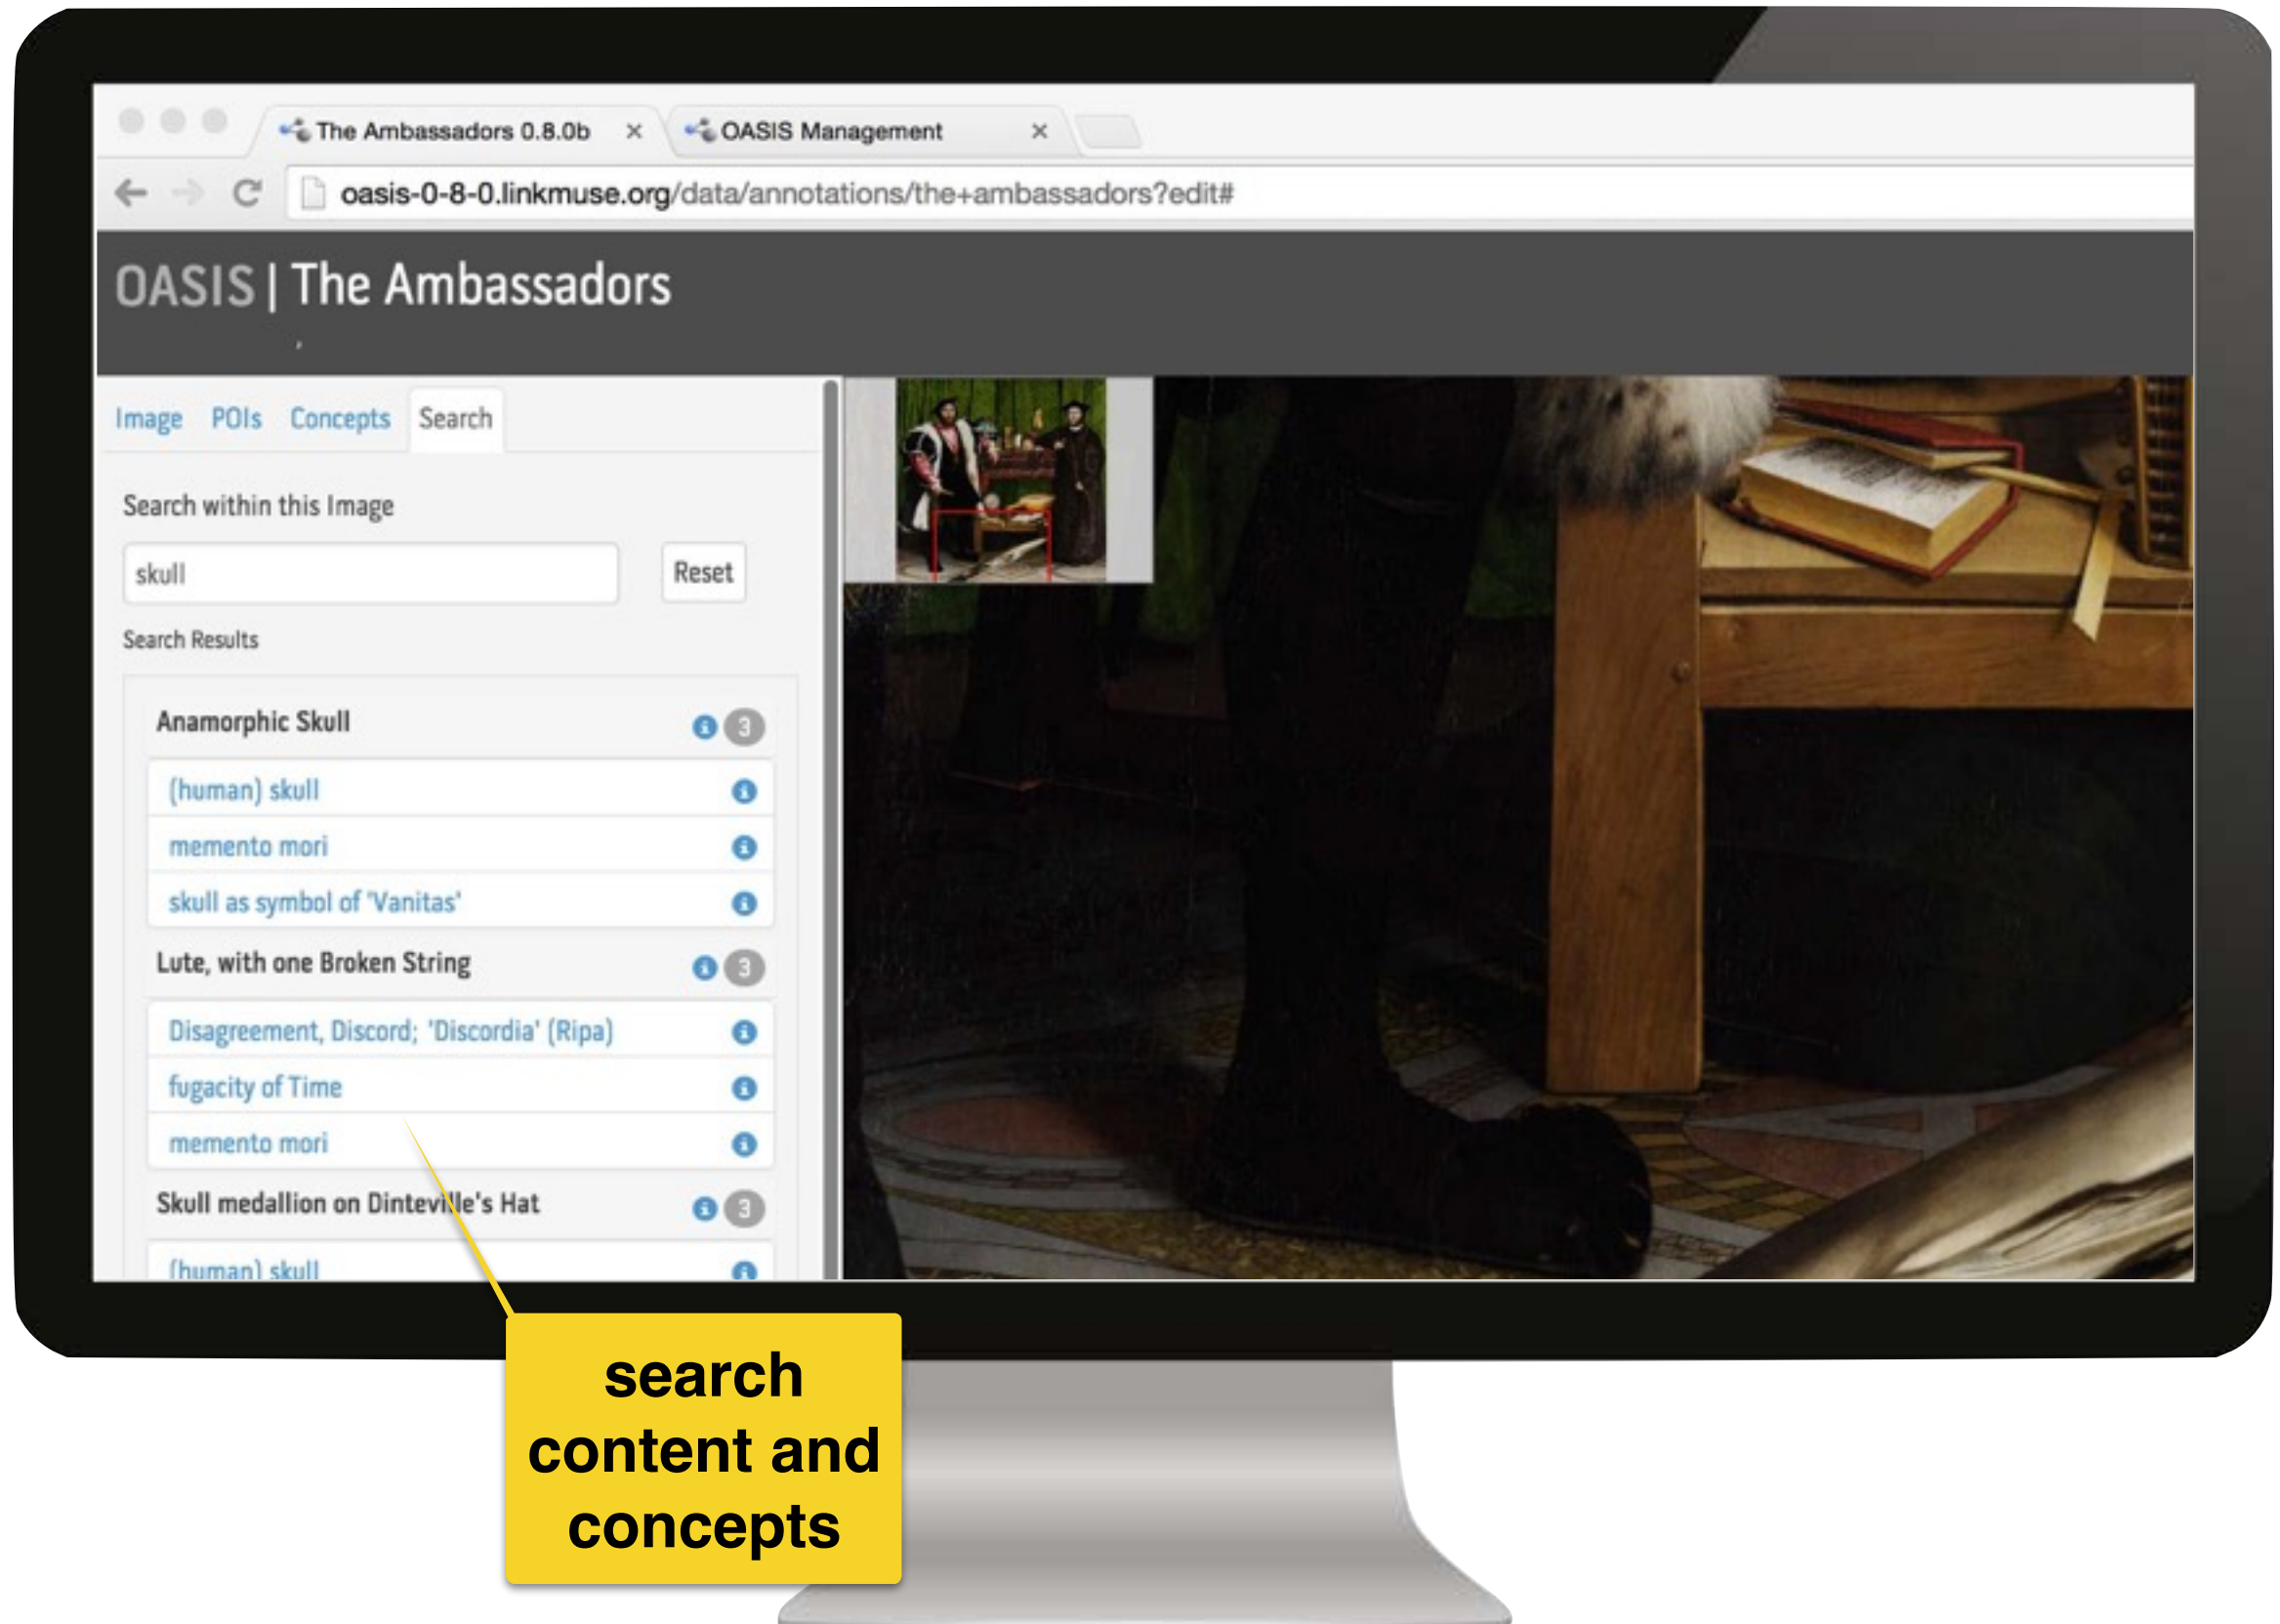 The Ambassadors 0.8.0b
OASIS Management
oasis-0-8-0.linkmuse.org/data/annotations/the+ambassadors?edit#
OASIS | The Ambassadors
,
Image POIs Concepts Search
Search within this Image
skull Reset
Search Results
Anamorphic Skull 3
(human) skull
memento mori
skull as symbol of 'Vanitas'
Lute, with one Broken String 3
Disagreement, Discord; 'Discordia' (Ripa)
fugacity of Time
memento mori
Skull medallion on Dinteville's Hat 3
(human) skull
search
content and
concepts